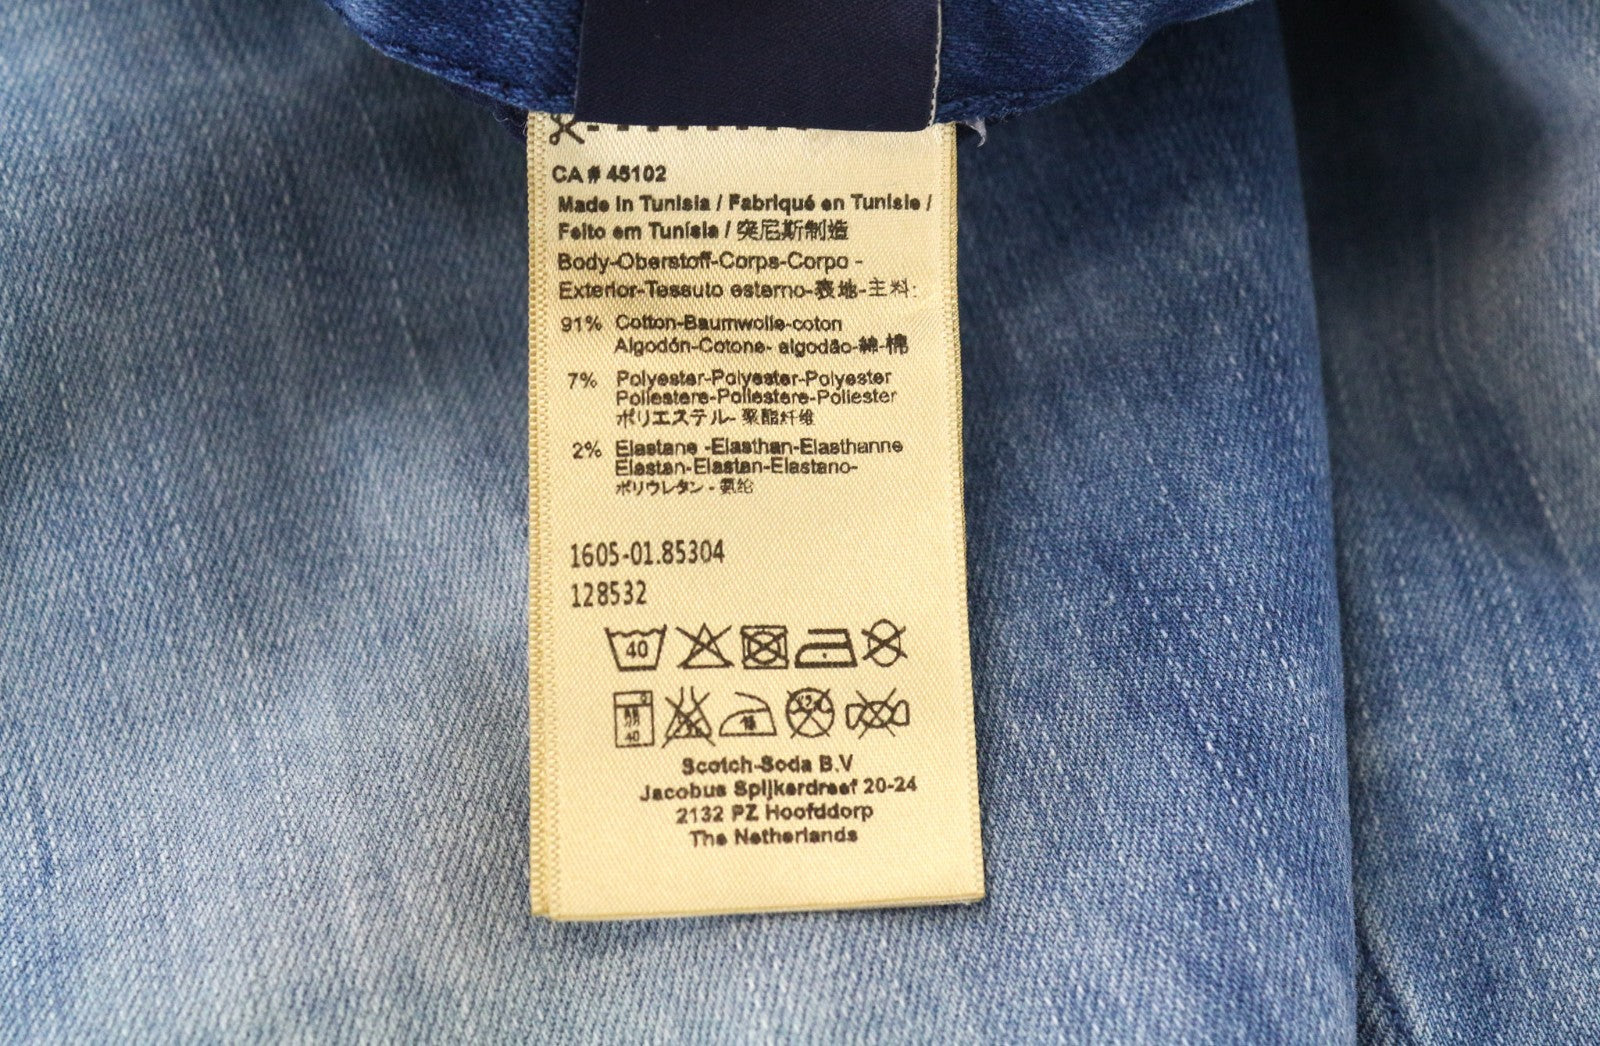 CA # 45102
Made in Tunisia / Fabriqué en Tunisie /
Feito em Tunísia / 突尼斯制造
Body-Oberstoff-Corps-Corpo -
Exterior-Tessuto esterno-表地-主料:
91% Cotton-Baumwolle-coton
Algodón-Cotone- algodão-綿-棉
7% Polyester-Polyester-Polyester
Poliestere-Poliestere-Poliester
ポリエステル- 聚酯纤维
2% Elastane -Elasthan-Elasthanne
Elastan-Elastan-Elastano-
ポリウレタン - 氨纶
1605-01.85304
128532
40
40
Scotch-Soda B.V
Jacobus Spijkerdreef 20-24
2132 PZ Hoofddorp
The Netherlands